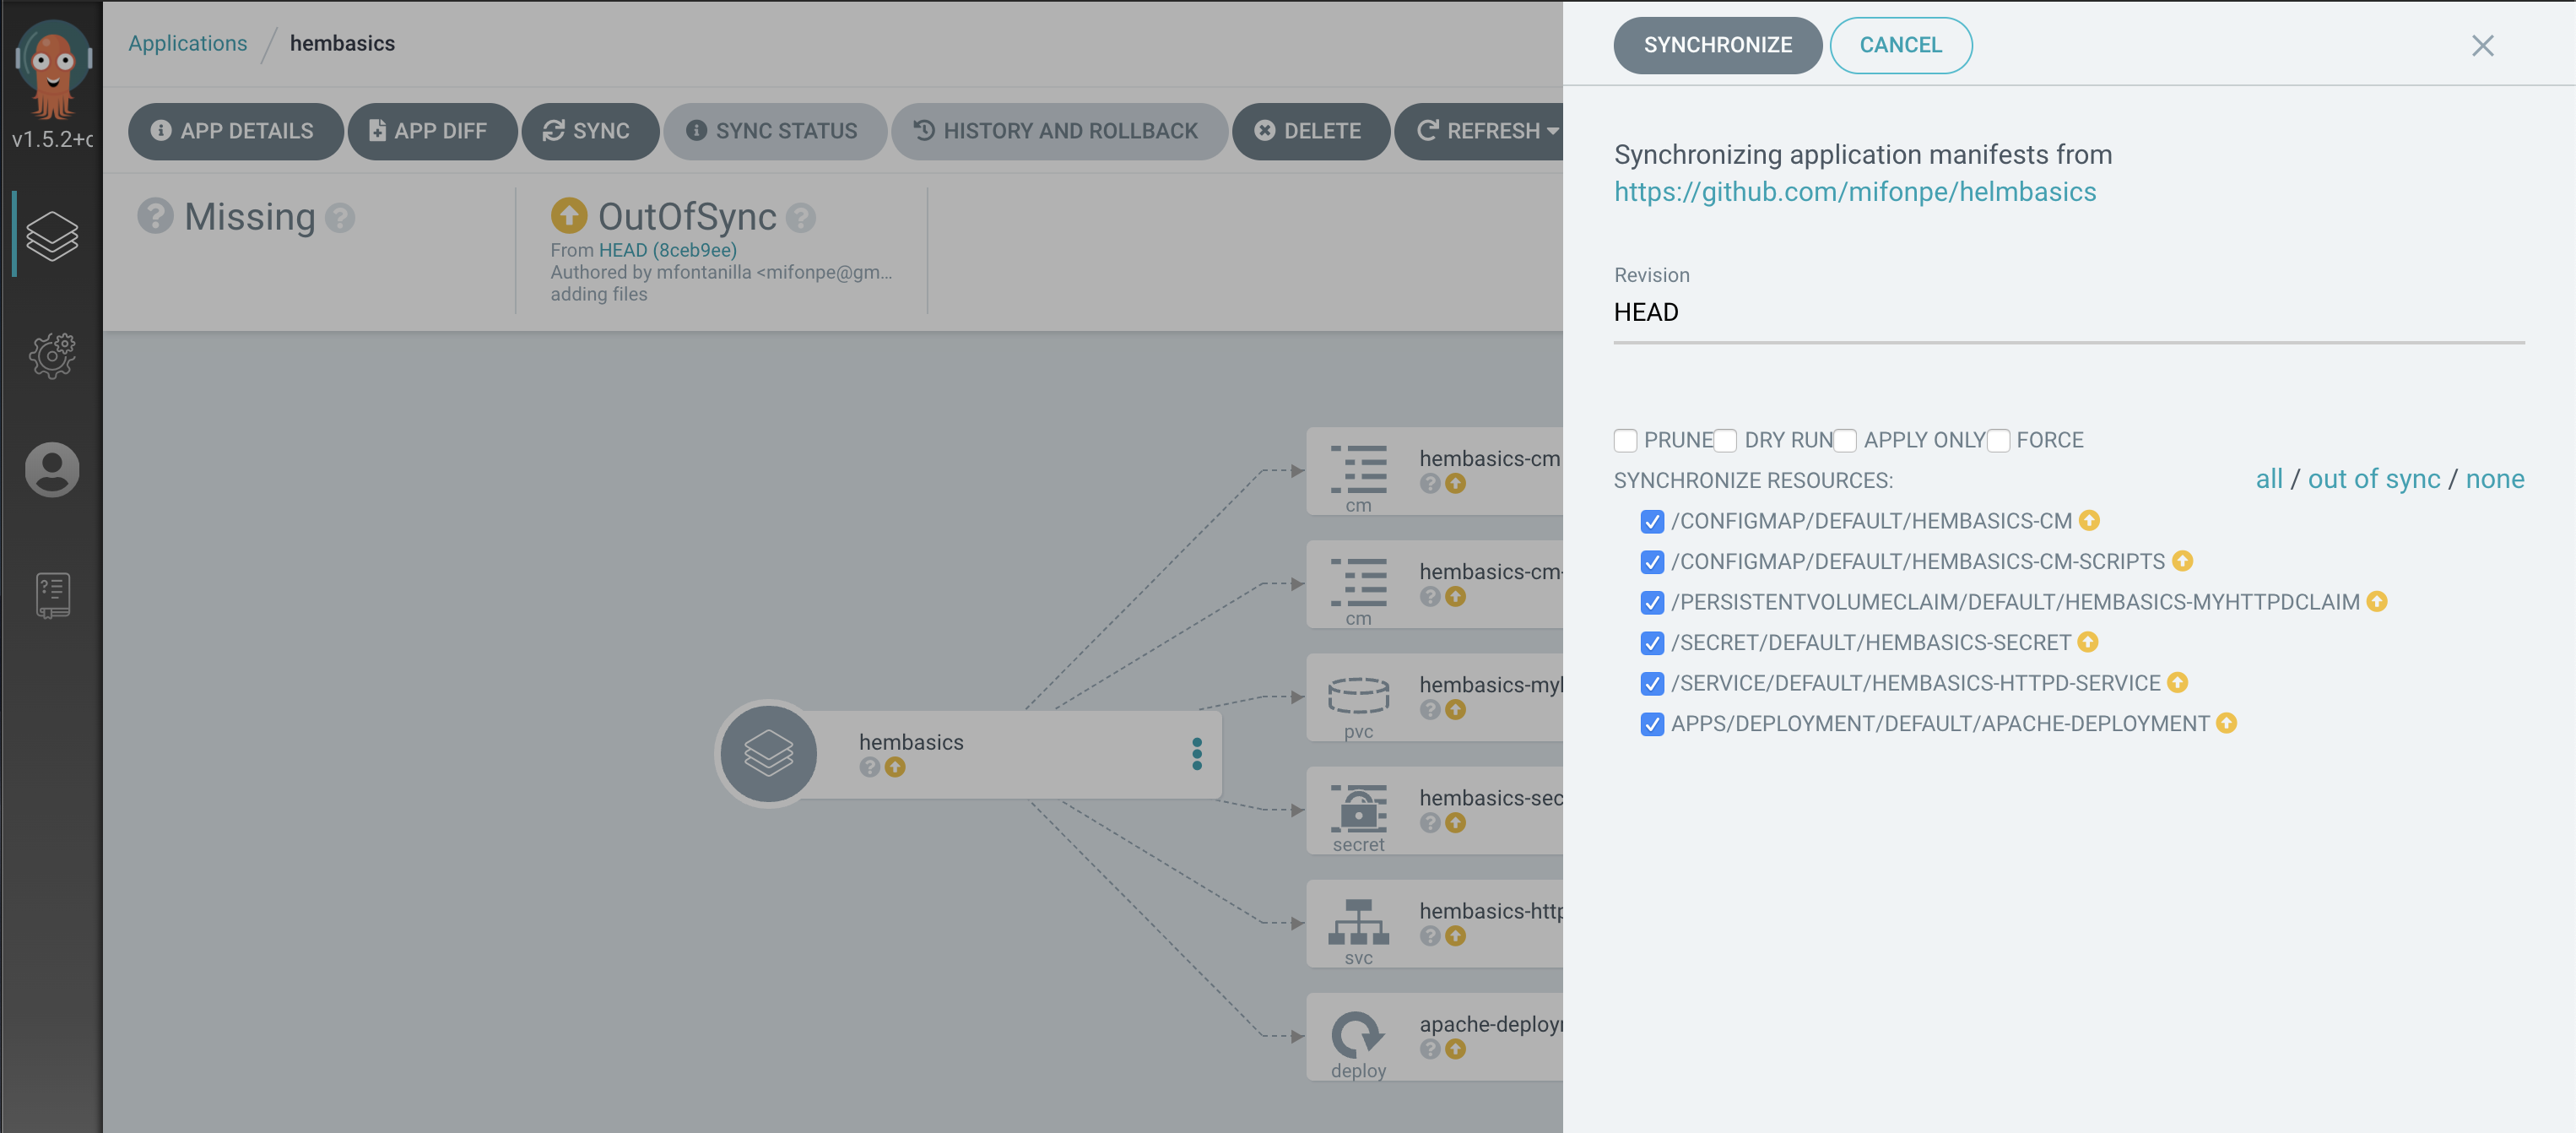 v1.5.2+c
Applications / hembasics
APP DETAILS
APP DIFF
SYNC
SYNC STATUS
HISTORY AND ROLLBACK
DELETE
REFRESH
Missing
OutOfSync
From HEAD (8ceb9ee)
Authored by mfontanilla <mifonpe@gm...
adding files
hembasics
hembasics-cm
cm
hembasics-cm-
cm
hembasics-myl
pvc
hembasics-sec
secret
hembasics-http
svc
apache-deployr
deploy
SYNCHRONIZE
CANCEL
Synchronizing application manifests from
https://github.com/mifonpe/helmbasics
Revision
HEAD
PRUNE DRY RUN APPLY ONLY FORCE
SYNCHRONIZE RESOURCES: all / out of sync / none
/CONFIGMAP/DEFAULT/HEMBASICS-CM
/CONFIGMAP/DEFAULT/HEMBASICS-CM-SCRIPTS
/PERSISTENTVOLUMECLAIM/DEFAULT/HEMBASICS-MYHTTPDCLAIM
/SECRET/DEFAULT/HEMBASICS-SECRET
/SERVICE/DEFAULT/HEMBASICS-HTTPD-SERVICE
APPS/DEPLOYMENT/DEFAULT/APACHE-DEPLOYMENT